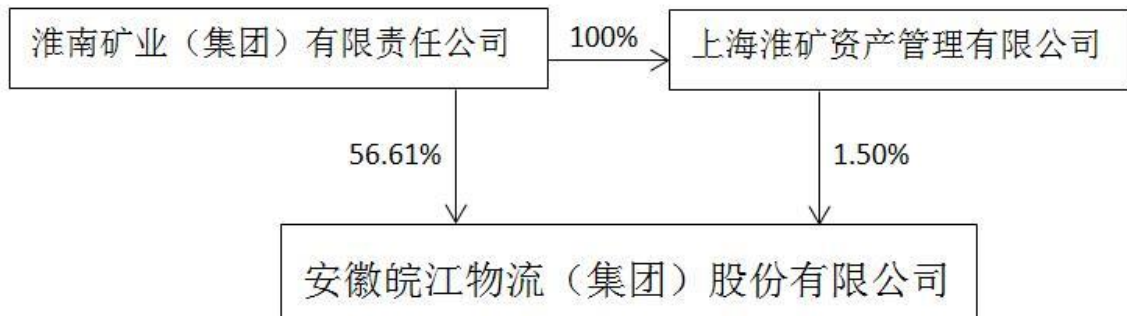 淮南矿业（集团）有限责任公司
100%
上海淮矿资产管理有限公司
56.61%
1.50%
安徽皖江物流（集团）股份有限公司